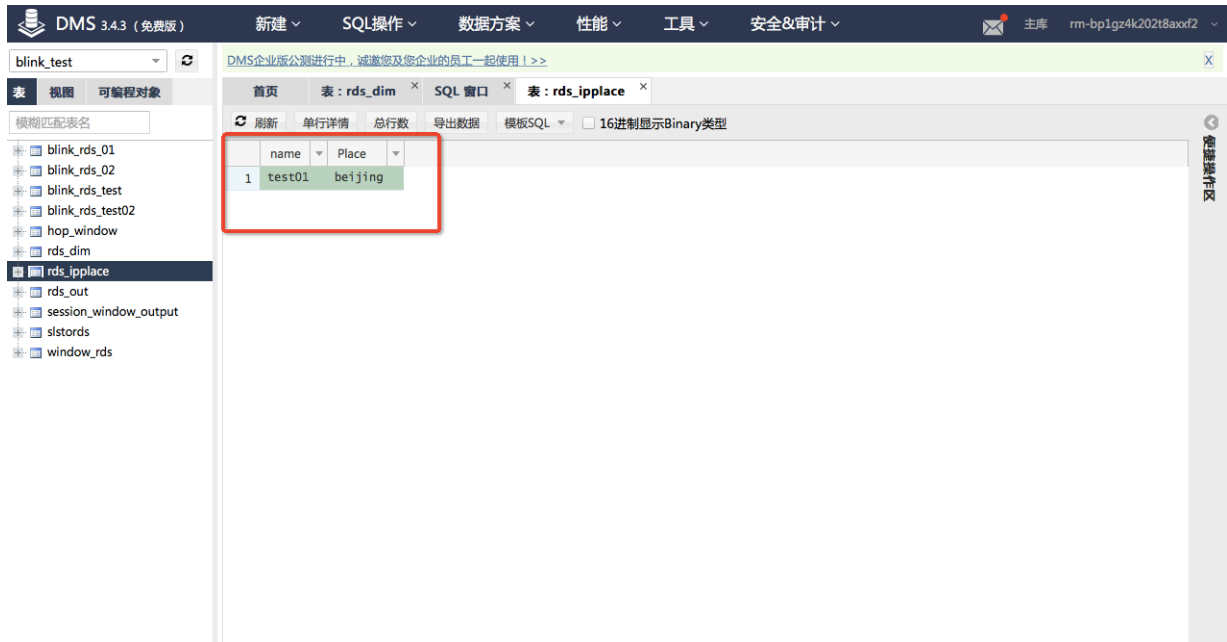 DMS 3.4.3 ( 免费版 ) 新建 SQL操作 数据方案 性能 工具 安全&审计 主库 rm-bp1gz4k202t8axxf2
blink_test
DMS企业版公测进行中，诚邀您及您企业的员工一起使用！>> X
表 视图 可编程对象
首页 表 : rds_dim × SQL 窗口 × 表 : rds_ipplace ×
模糊匹配表名
刷新 单行详情 总行数 导出数据 模板SQL 16进制显示Binary类型
便捷操作区
name Place
1 test01 beijing
blink_rds_01
blink_rds_02
blink_rds_test
blink_rds_test02
hop_window
rds_dim
rds_ipplace
rds_out
session_window_output
slstords
window_rds